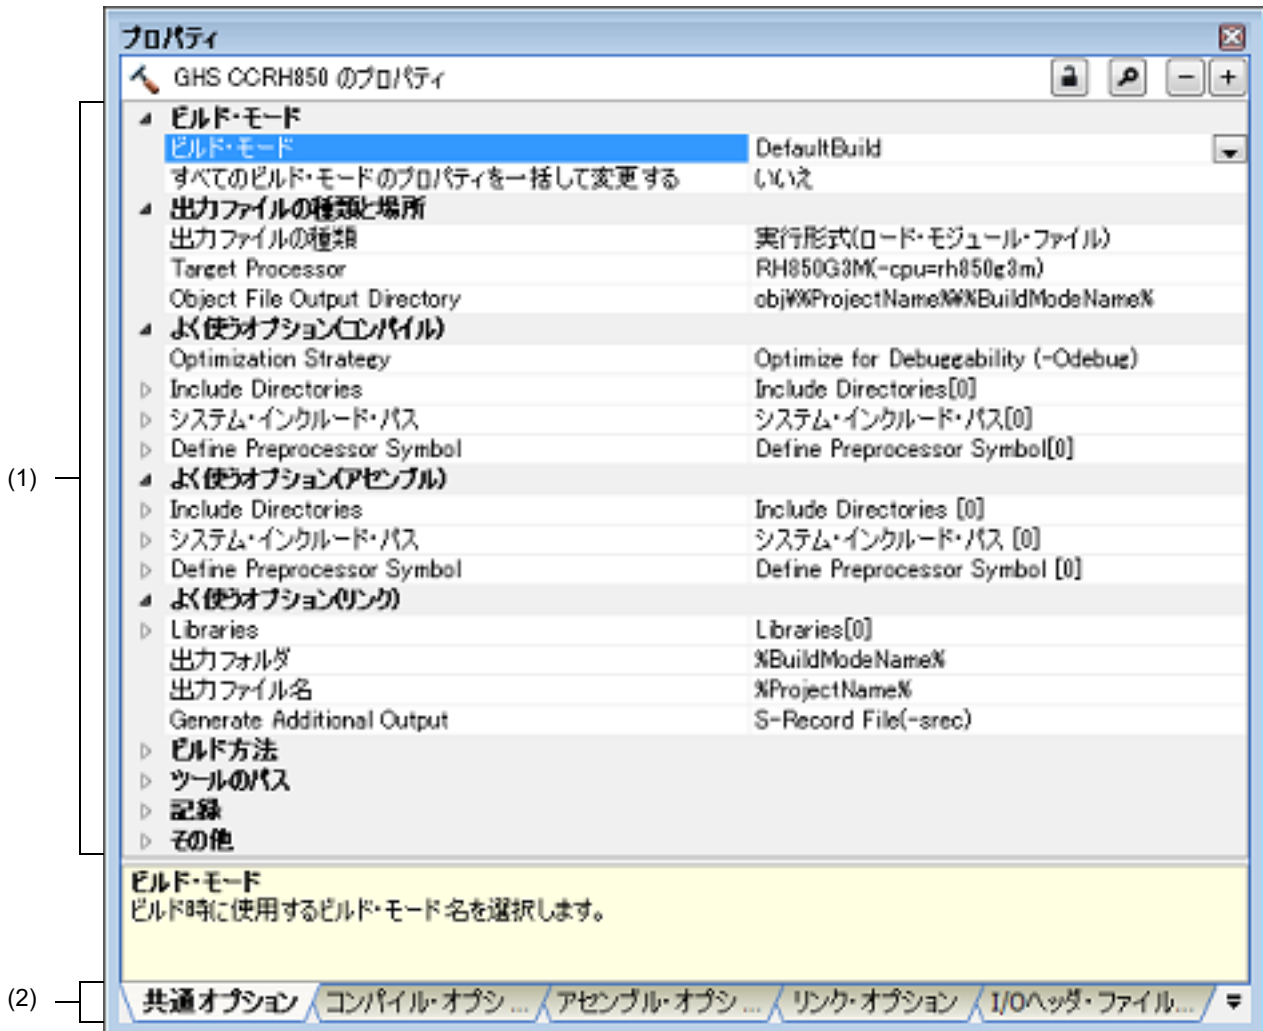 プロパティ
GHS CCRH850 のプロパティ
ビルド・モード
ビルド・モード DefaultBuild
すべてのビルド・モードのプロパティを一括して変更する いいえ
出力ファイルの種類と場所
出力ファイルの種類 実行形式(ロード・モジュール・ファイル)
Target Processor RH850G3M(-cpu=rh850g3m)
Object File Output Directory obj¥%ProjectName%¥%BuildModeName%
よく使うオプション(コンパイル)
Optimization Strategy Optimize for Debuggability (-Odebug)
Include Directories Include Directories[0]
システム・インクルード・パス システム・インクルード・パス[0]
Define Preprocessor Symbol Define Preprocessor Symbol[0]
(1)
よく使うオプション(アセンブル)
Include Directories Include Directories [0]
システム・インクルード・パス システム・インクルード・パス [0]
Define Preprocessor Symbol Define Preprocessor Symbol [0]
よく使うオプション(リンク)
Libraries Libraries[0]
出力フォルダ %BuildModeName%
出力ファイル名 %ProjectName%
Generate Additional Output S-Record File(-srec)
ビルド方法
ツールのパス
記録
その他
ビルド・モード
ビルド時に使用するビルド・モード名を選択します。
(2)
共通オプション コンパイル・オプシ... アセンブル・オプシ... リンク・オプション I/Oヘッダ・ファイル...